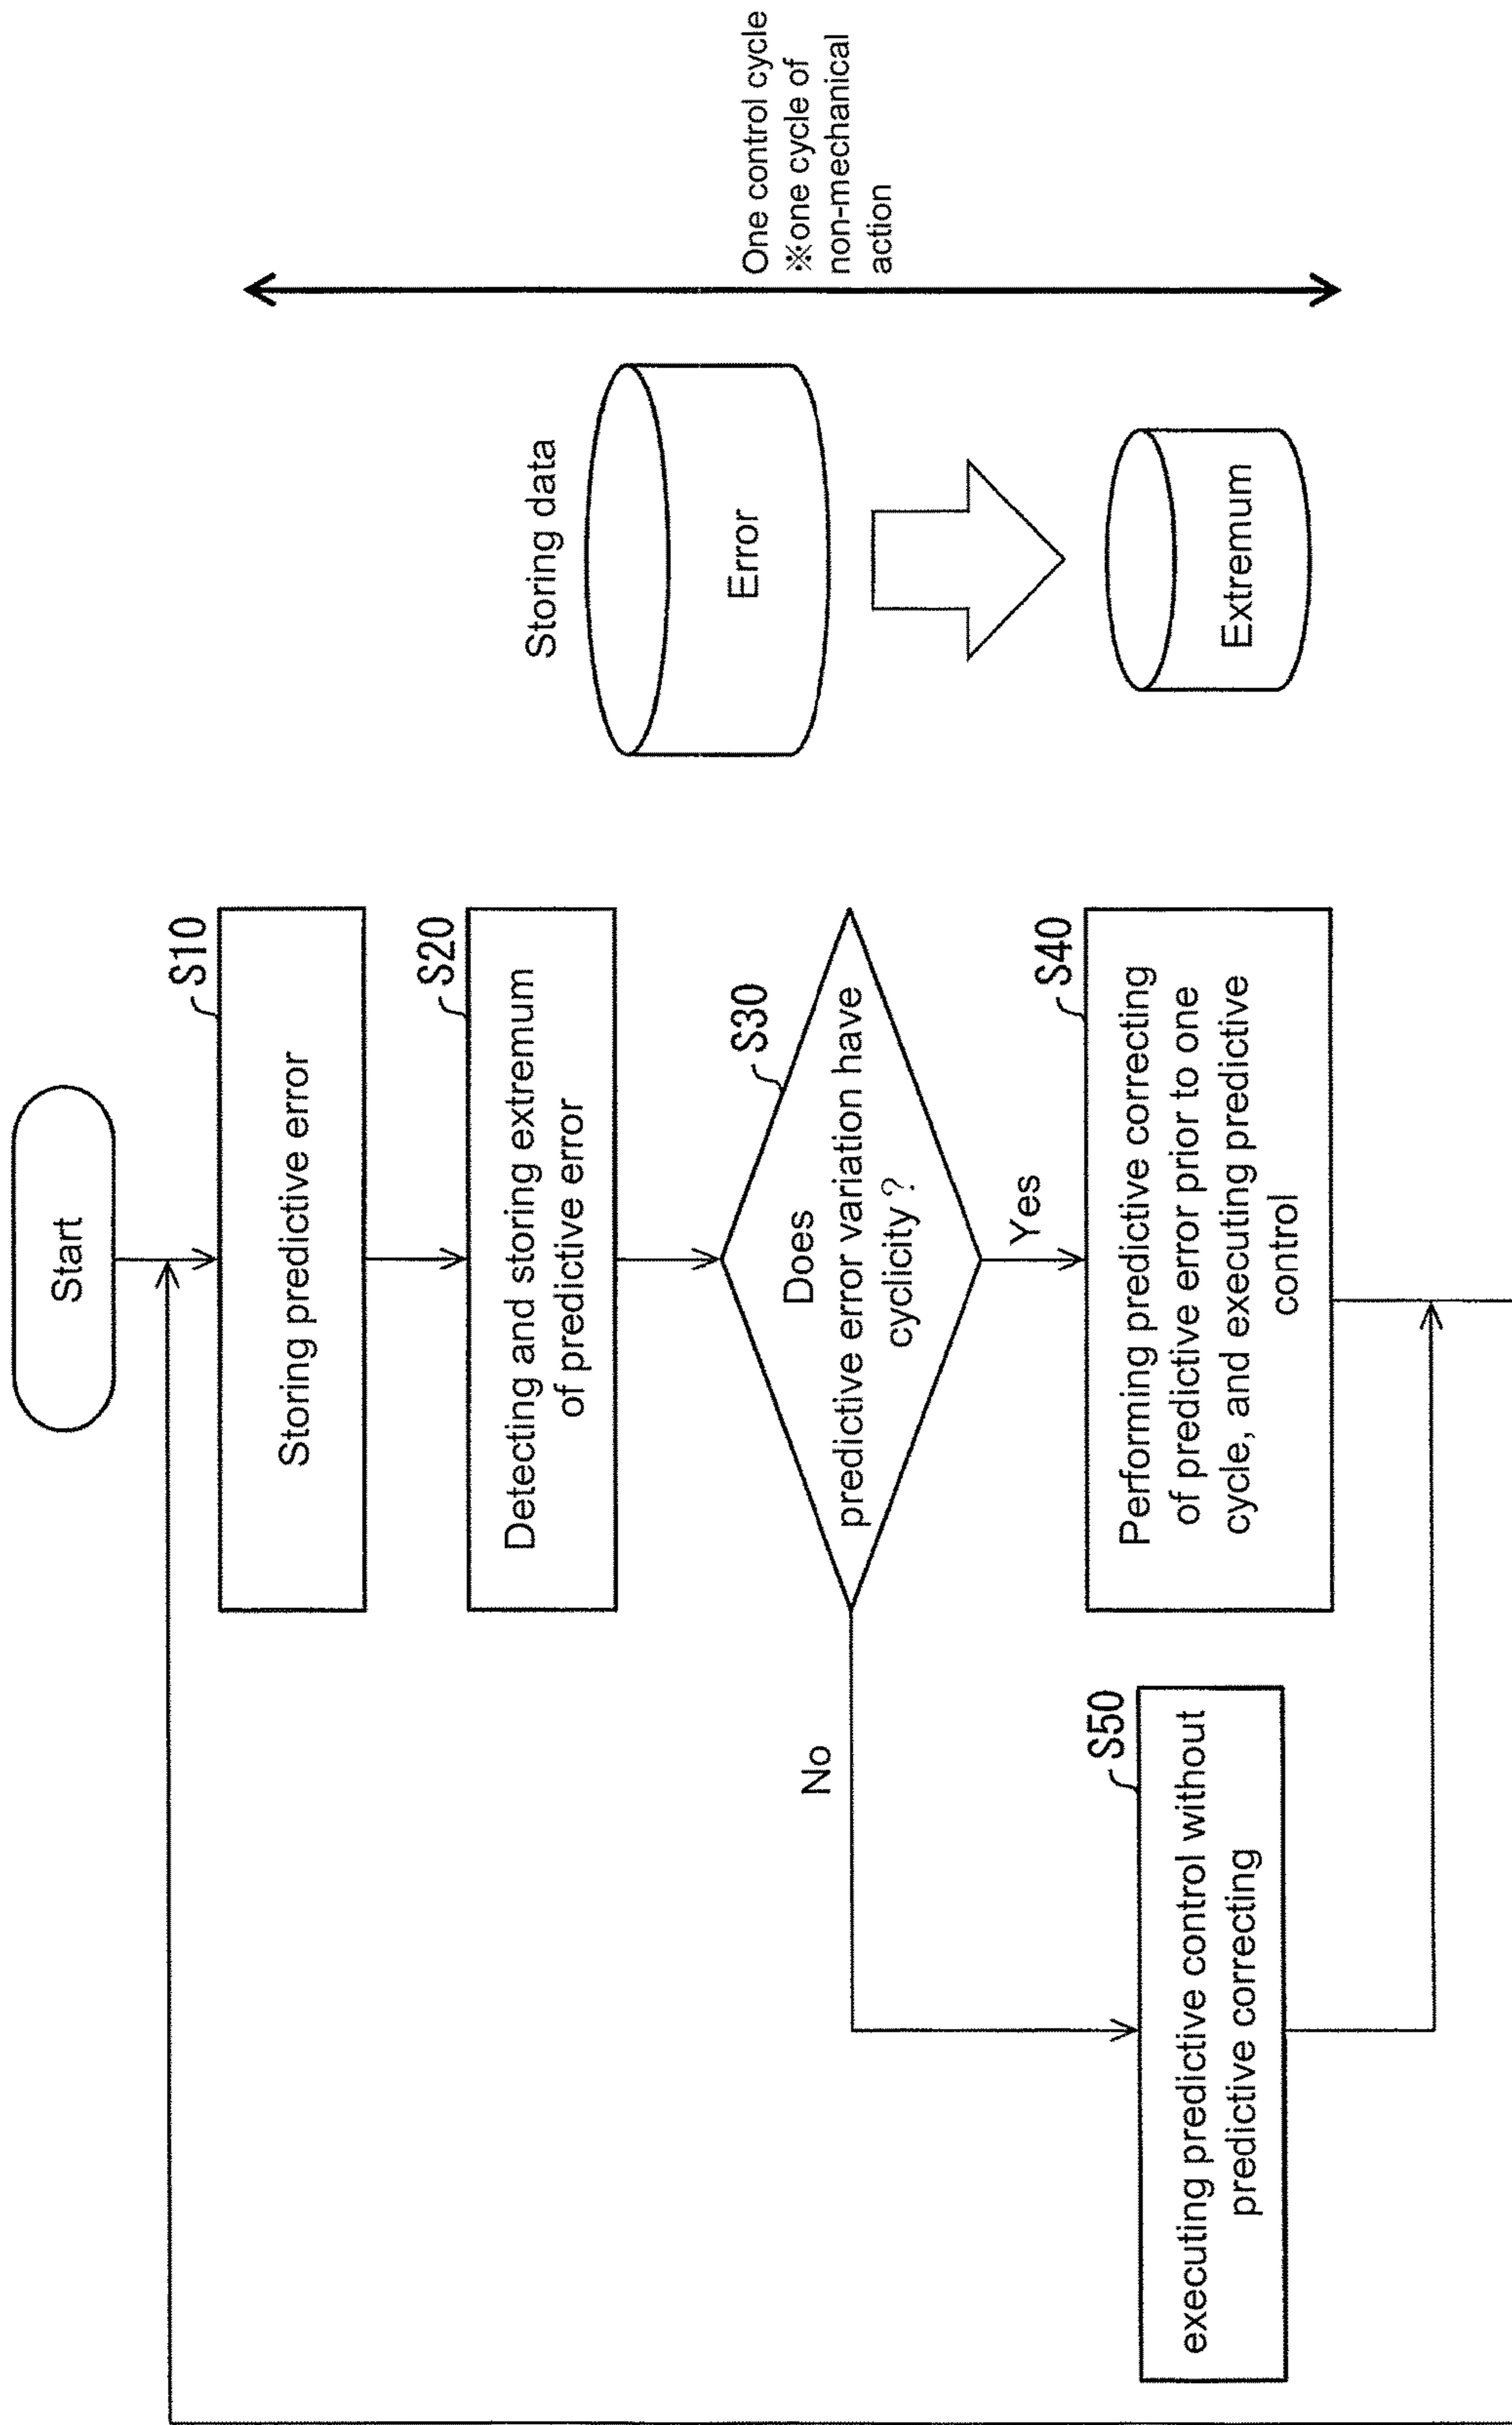 Start
S10
Storing predictive error
S20
Detecting and storing extremum
of predictive error
S30
Does
predictive error variation have
cyclicity?
Yes
No
S40
Performing predictive correcting
of predictive error prior to one
cycle, and executing predictive
control
S50
executing predictive control without
predictive correcting
Storing data
Error
Extremum
One control cycle
※one cycle of
non-mechanical
action